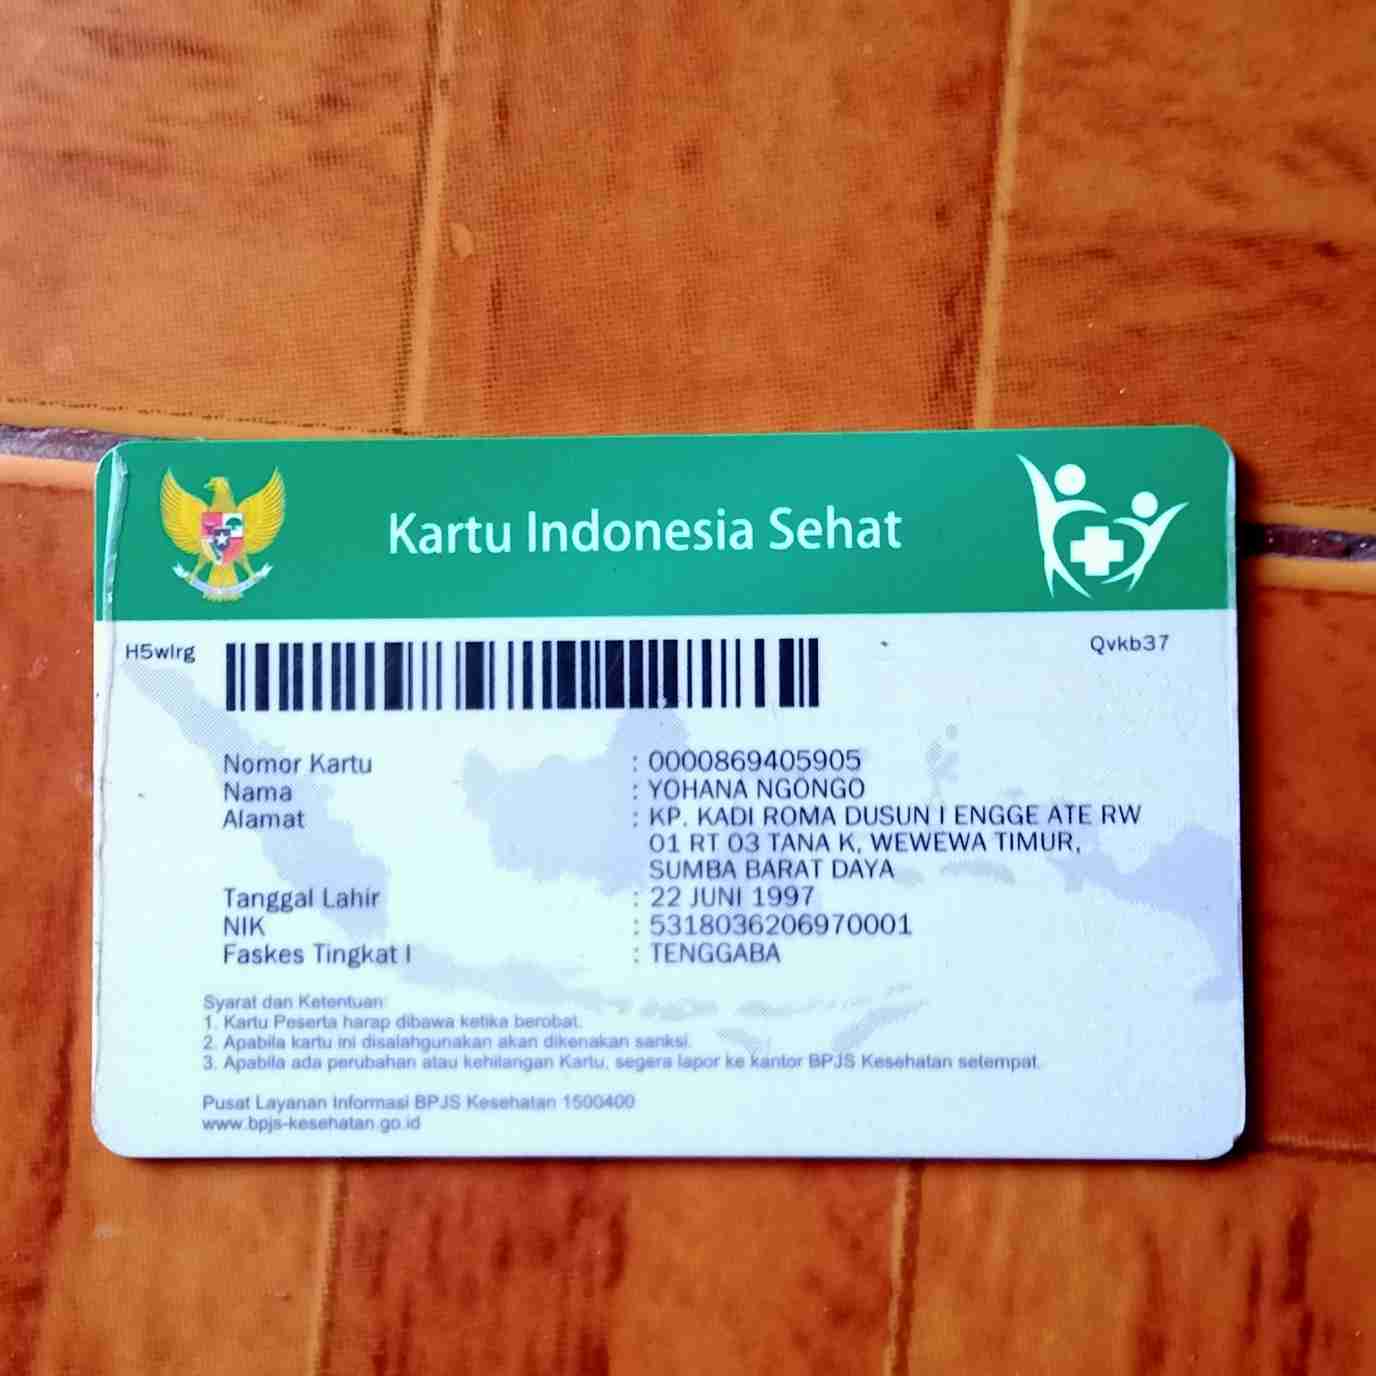 Kartu Indonesia Sehat
H5wlrg
Qvkb37
Nomor Kartu : 0000869405905
Nama : YOHANA NGONGO
Alamat : KP. KADI ROMA DUSUN I ENGGE ATE RW
01 RT 03 TANA K, WEWEWA TIMUR,
SUMBA BARAT DAYA
Tanggal Lahir : 22 JUNI 1997
NIK : 5318036206970001
Faskes Tingkat I : TENGGABA
Syarat dan Ketentuan:
1. Kartu Peserta harap dibawa ketika berobat.
2. Apabila kartu ini disalahgunakan akan dikenakan sanksi.
3. Apabila ada perubahan atau kehilangan Kartu, segera lapor ke kantor BPJS Kesehatan setempat.
Pusat Layanan Informasi BPJS Kesehatan 1500400
www.bpjs-kesehatan.go.id